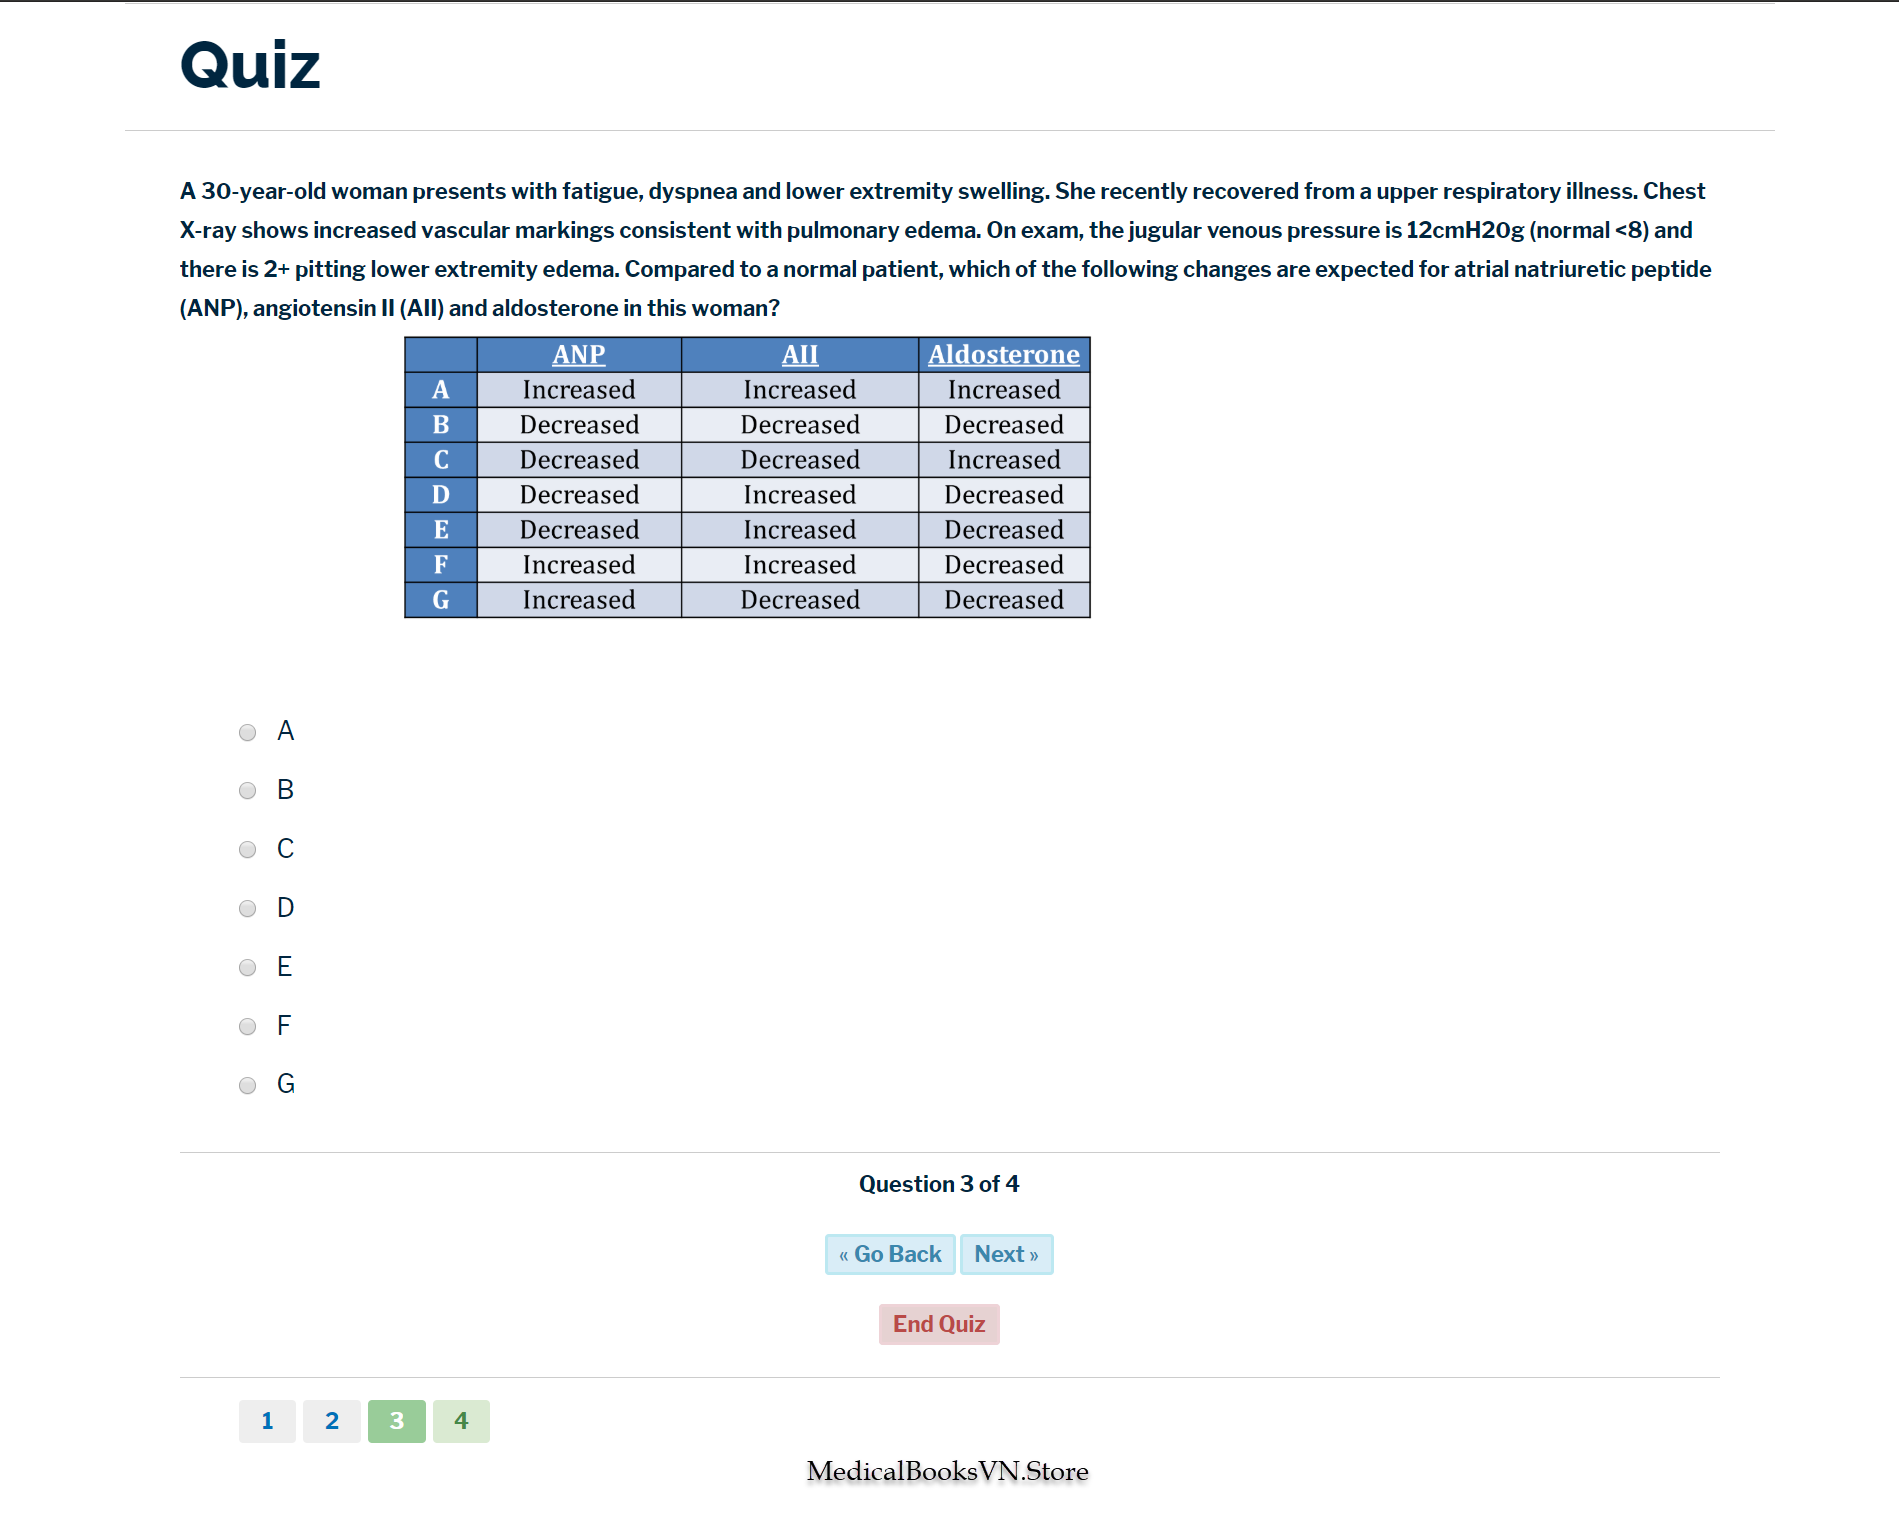 Quiz
A 30-year-old woman presents with fatigue, dyspnea and lower extremity swelling. She recently recovered from a upper respiratory illness. Chest
X-ray shows increased vascular markings consistent with pulmonary edema. On exam, the jugular venous pressure is 12cmH20g (normal <8) and
there is 2+ pitting lower extremity edema. Compared to a normal patient, which of the following changes are expected for atrial natriuretic peptide
(ANP), angiotensin II (AII) and aldosterone in this woman?
ANP AII Aldosterone
A Increased Increased Increased
B Decreased Decreased Decreased
C Decreased Decreased Increased
D Decreased Increased Decreased
E Decreased Increased Decreased
F Increased Increased Decreased
G Increased Decreased Decreased
A
B
C
D
E
F
G
Question 3 of 4
« Go Back Next »
End Quiz
1 2 3 4
MedicalBooksVN.Store